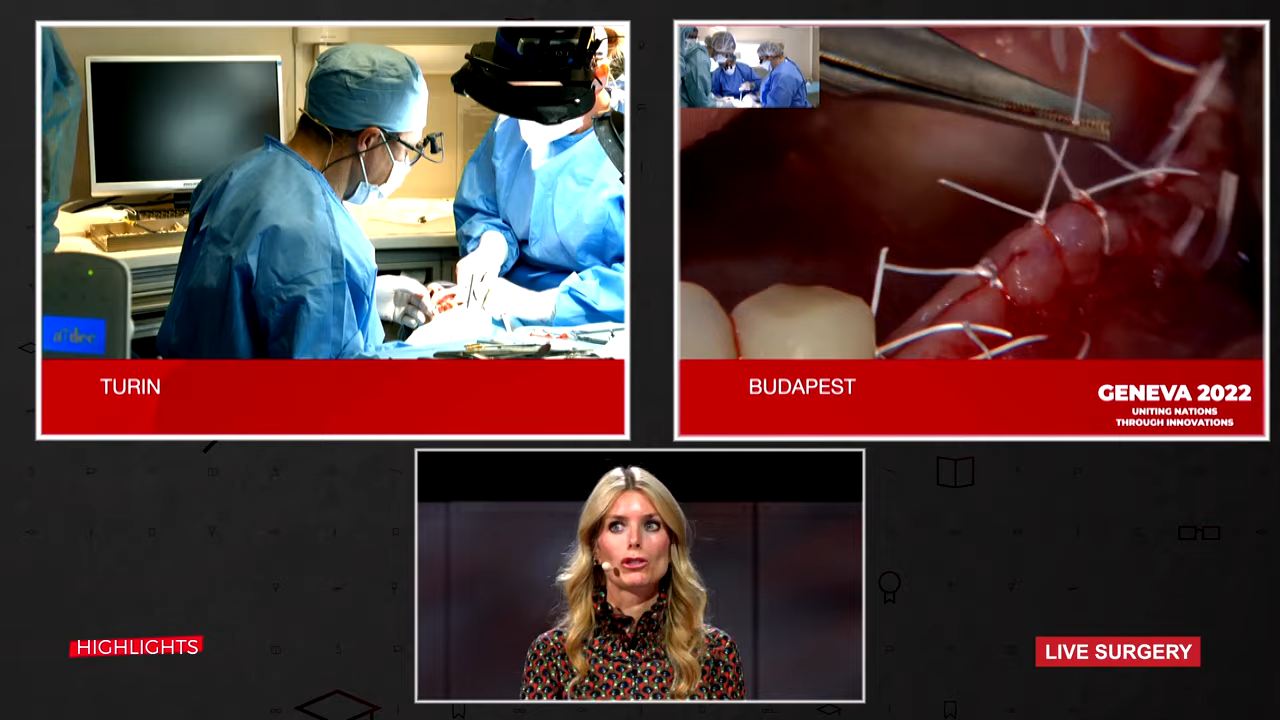 TURIN
BUDAPEST
GENEVA 2022
UNITING NATIONS
THROUGH INNOVATIONS
HIGHLIGHTS
LIVE SURGERY